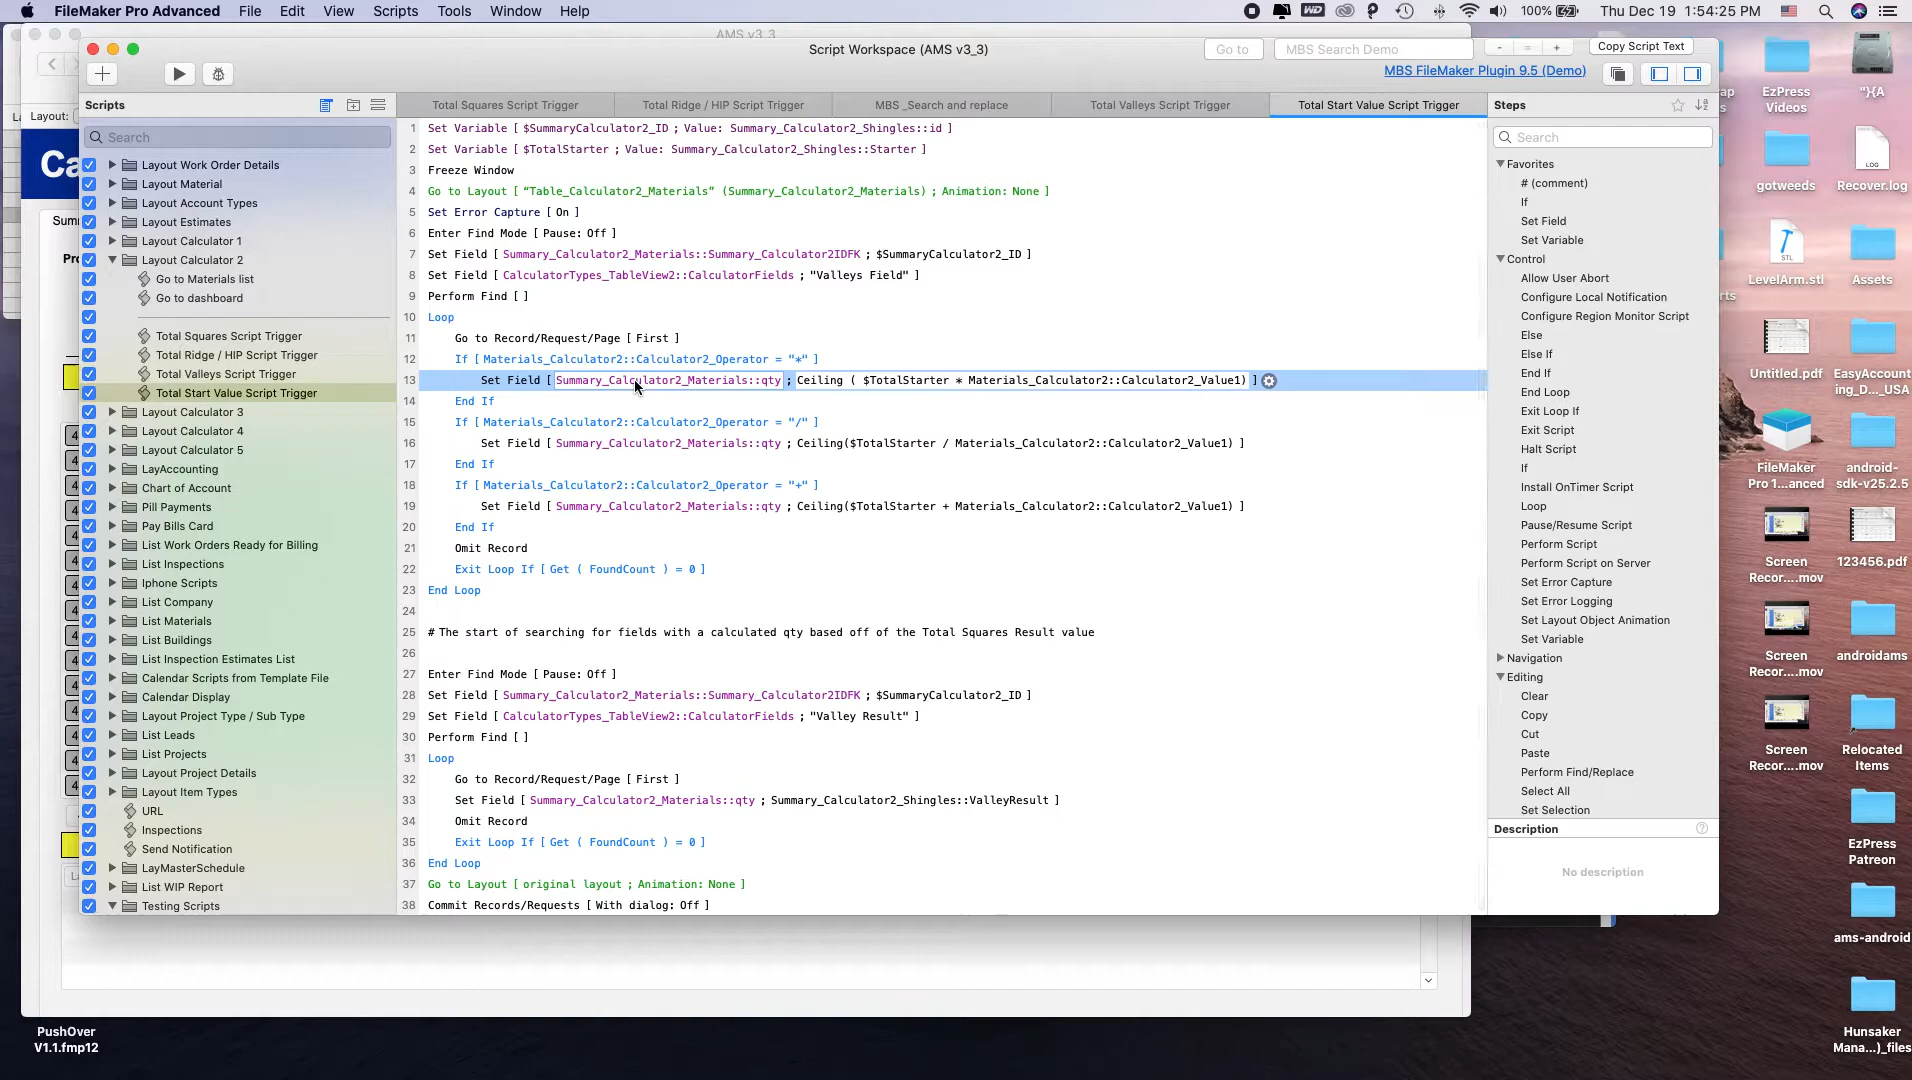 FileMaker Pro Advanced File Edit View Scripts Tools Window Help
100% Thu Dec 19 1:54:25 PM
AMS v3_3
Script Workspace (AMS v3_3)
Go to
MBS Search Demo
- = +
Copy Script Text
MBS FileMaker Plugin 9.5 (Demo)
Layout:
Summ
Scripts
Search
Layout Work Order Details
Layout Material
Layout Account Types
Layout Estimates
Layout Calculator 1
Layout Calculator 2
Go to Materials list
Go to dashboard
Total Squares Script Trigger
Total Ridge / HIP Script Trigger
Total Valleys Script Trigger
Total Start Value Script Trigger
Layout Calculator 3
Layout Calculator 4
Layout Calculator 5
LayAccounting
Chart of Account
Pill Payments
Pay Bills Card
List Work Orders Ready for Billing
List Inspections
Iphone Scripts
List Company
List Materials
List Buildings
List Inspection Estimates List
Calendar Scripts from Template File
Calendar Display
Layout Project Type / Sub Type
List Leads
List Projects
Layout Project Details
Layout Item Types
URL
Inspections
Send Notification
LayMasterSchedule
List WIP Report
Testing Scripts
Total Squares Script Trigger
Total Ridge / HIP Script Trigger
MBS _Search and replace
Total Valleys Script Trigger
Total Start Value Script Trigger
1 Set Variable [ $SummaryCalculator2_ID ; Value: Summary_Calculator2_Shingles::id ]
2 Set Variable [ $TotalStarter ; Value: Summary_Calculator2_Shingles::Starter ]
3 Freeze Window
4 Go to Layout [ “Table_Calculator2_Materials” (Summary_Calculator2_Materials) ; Animation: None ]
5 Set Error Capture [ On ]
6 Enter Find Mode [ Pause: Off ]
7 Set Field [ Summary_Calculator2_Materials::Summary_Calculator2IDFK ; $SummaryCalculator2_ID ]
8 Set Field [ CalculatorTypes_TableView2::CalculatorFields ; "Valleys Field" ]
9 Perform Find [ ]
10 Loop
11 Go to Record/Request/Page [ First ]
12 If [ Materials_Calculator2::Calculator2_Operator = "*" ]
13 Set Field [ Summary_Calculator2_Materials::qty ; Ceiling ( $TotalStarter * Materials_Calculator2::Calculator2_Value1) ]
14 End If
15 If [ Materials_Calculator2::Calculator2_Operator = "/" ]
16 Set Field [ Summary_Calculator2_Materials::qty ; Ceiling($TotalStarter / Materials_Calculator2::Calculator2_Value1) ]
17 End If
18 If [ Materials_Calculator2::Calculator2_Operator = "+" ]
19 Set Field [ Summary_Calculator2_Materials::qty ; Ceiling($TotalStarter + Materials_Calculator2::Calculator2_Value1) ]
20 End If
21 Omit Record
22 Exit Loop If [ Get ( FoundCount ) = 0 ]
23 End Loop
24
25 # The start of searching for fields with a calculated qty based off of the Total Squares Result value
26
27 Enter Find Mode [ Pause: Off ]
28 Set Field [ Summary_Calculator2_Materials::Summary_Calculator2IDFK ; $SummaryCalculator2_ID ]
29 Set Field [ CalculatorTypes_TableView2::CalculatorFields ; "Valley Result" ]
30 Perform Find [ ]
31 Loop
32 Go to Record/Request/Page [ First ]
33 Set Field [ Summary_Calculator2_Materials::qty ; Summary_Calculator2_Shingles::ValleyResult ]
34 Omit Record
35 Exit Loop If [ Get ( FoundCount ) = 0 ]
36 End Loop
37 Go to Layout [ original layout ; Animation: None ]
38 Commit Records/Requests [ With dialog: Off ]
Steps
Search
Favorites
# (comment)
If
Set Field
Set Variable
Control
Allow User Abort
Configure Local Notification
Configure Region Monitor Script
Else
Else If
End If
End Loop
Exit Loop If
Exit Script
Halt Script
If
Install OnTimer Script
Loop
Pause/Resume Script
Perform Script
Perform Script on Server
Set Error Capture
Set Error Logging
Set Layout Object Animation
Set Variable
Navigation
Editing
Clear
Copy
Cut
Paste
Perform Find/Replace
Select All
Set Selection
Description
No description
EzPress
Videos
"}{A
gotweeds
LOG
Recover.log
STL
LevelArm.stl
Assets
Untitled.pdf
EasyAccount
ing_D..._USA
FileMaker
Pro 1...anced
android-
sdk-v25.2.5
Screen
Recor....mov
123456.pdf
Screen
Recor....mov
androidams
Screen
Recor....mov
Relocated
Items
EzPress
Patreon
ams-android
Hunsaker
Mana...)_files
PushOver
V1.1.fmp12